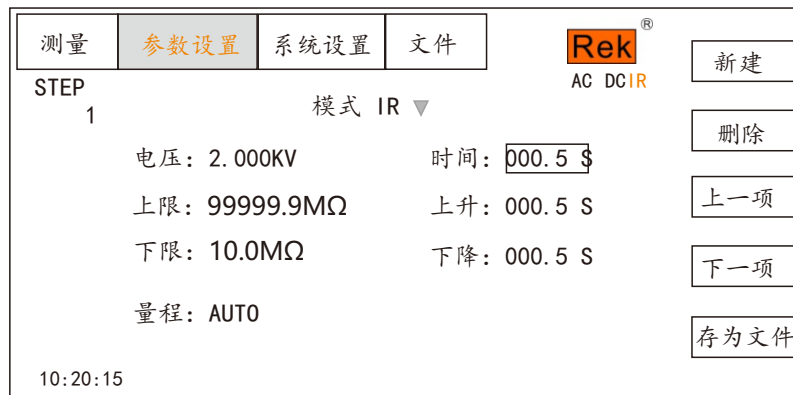 测量 参数设置 系统设置 文件 Rek® 新建
STEP AC DC IR
1 模式 IR ▼ 删除
电压：2.000KV 时间：000.5 S
上限：99999.9MΩ 上升：000.5 S 上一项
下限：10.0MΩ 下降：000.5 S 下一项
量程：AUTO 存为文件
10:20:15